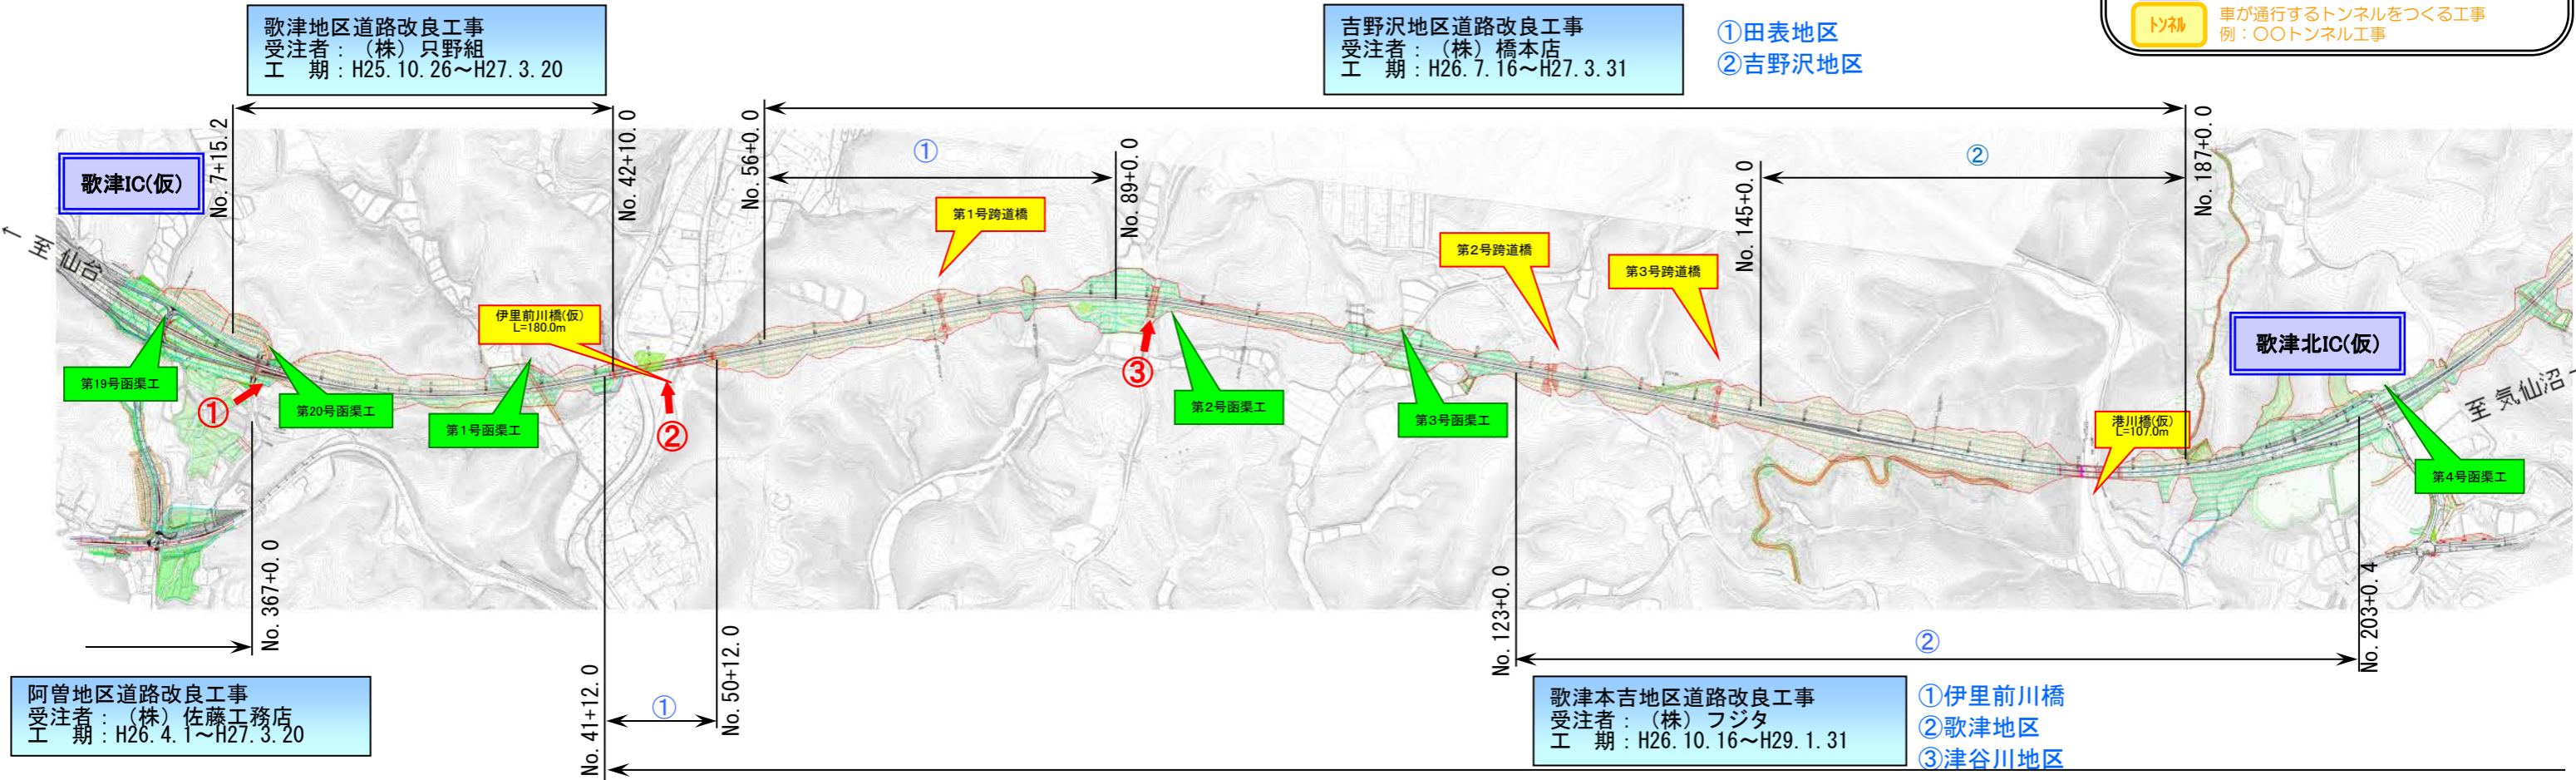 歌津地区道路改良工事
受注者：（株）只野組
工　期：H25.10.26～H27.3.20
吉野沢地区道路改良工事
受注者：（株）橋本店
工　期：H26.7.16～H27.3.31
①田表地区
②吉野沢地区
トンネル
車が通行するトンネルをつくる工事
例：○○トンネル工事
No.7+15.2
No.42+10.0
No.56+0.0
①
No.89+0.0
No.145+0.0
②
No.187+0.0
歌津IC(仮)
← 至 仙台
第1号跨道橋
第2号跨道橋
第3号跨道橋
伊里前川橋(仮)
L=180.0m
歌津北IC(仮)
至 気仙沼
第19号函渠工
①
第20号函渠工
第1号函渠工
②
③
第2号函渠工
第3号函渠工
港川橋(仮)
L=107.0m
第4号函渠工
No.367+0.0
No.41+12.0
①
No.50+12.0
No.123+0.0
②
No.203+0.4
阿曽地区道路改良工事
受注者：（株）佐藤工務店
工　期：H26.4.1～H27.3.20
歌津本吉地区道路改良工事
受注者：（株）フジタ
工　期：H26.10.16～H29.1.31
①伊里前川橋
②歌津地区
③津谷川地区